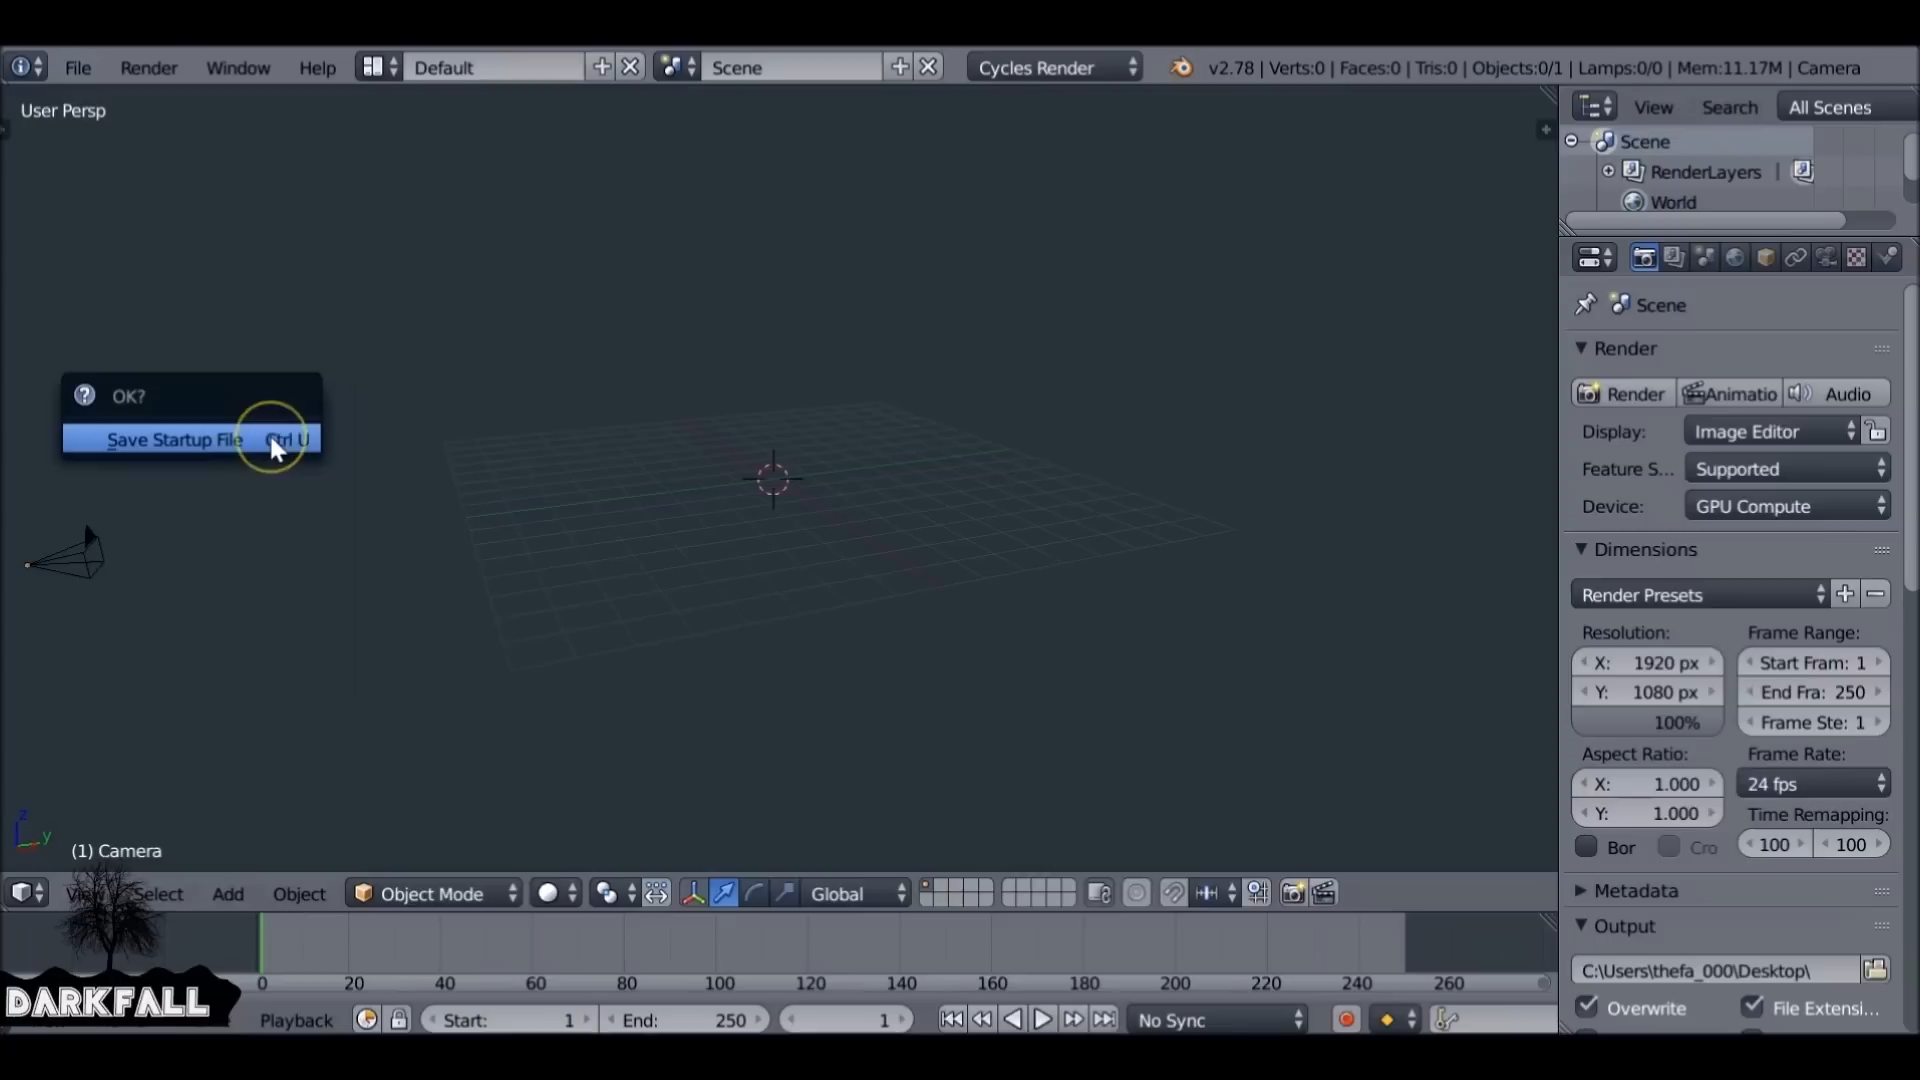 File Render Window Help Default Scene Cycles Render v2.78 | Verts:0 | Faces:0 | Tris:0 | Objects:0/1 | Lamps:0/0 | Mem:11.17M | Camera
User Persp
View Search All Scenes
Scene
RenderLayers |
World
Scene
Render
Render Animatio Audio
Display: Image Editor
Feature S... Supported
Device: GPU Compute
Dimensions
Render Presets
Resolution: Frame Range:
X: 1920 px Start Fram: 1
Y: 1080 px End Fra: 250
100% Frame Ste: 1
Aspect Ratio: Frame Rate:
X: 1.000 24 fps
Y: 1.000 Time Remapping:
Bor Cro 100 100
Metadata
Output
C:\Users\thefa_000\Desktop\
Overwrite File Extensi...
OK?
Save Startup File Ctrl U
z
y
(1) Camera
Select Add Object Object Mode Global
0 20 40 60 80 100 120 140 160 180 200 220 240 260
DARKFALL
Playback Start: 1 End: 250 1 No Sync